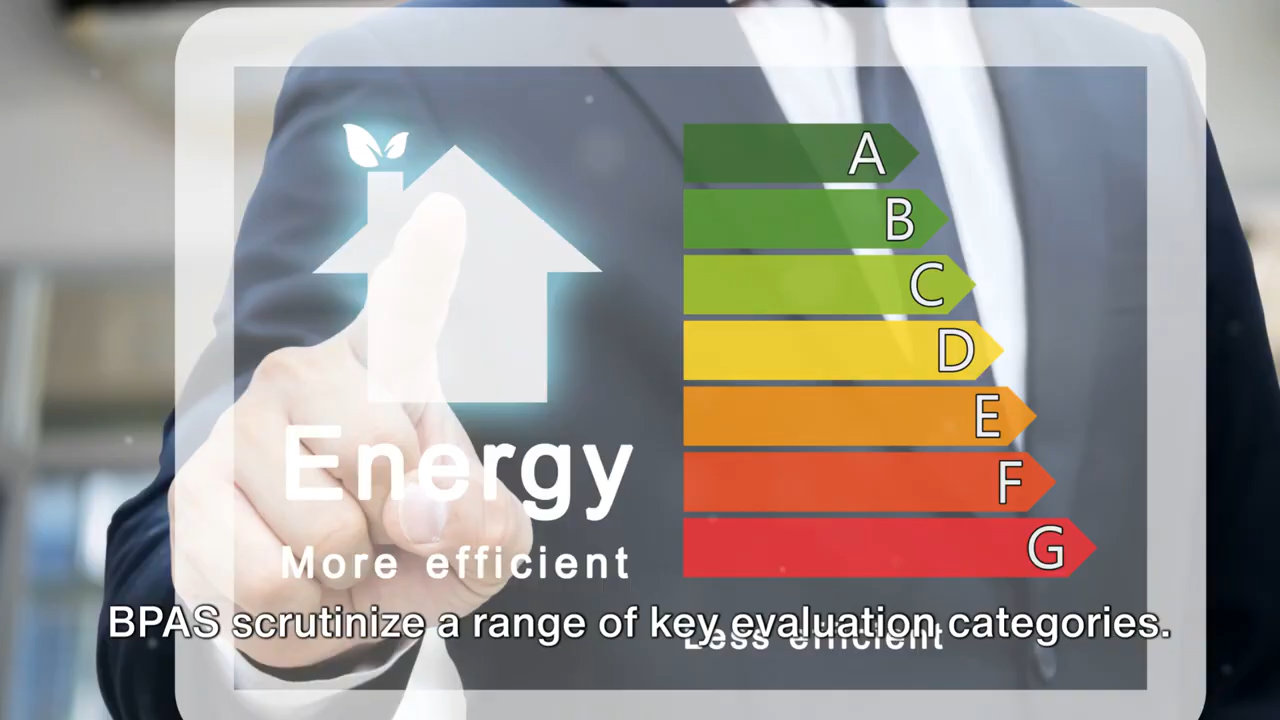 A
B
C
D
E
F
G
Energy
More efficient
Less efficient
BPAS scrutinize a range of key evaluation categories.